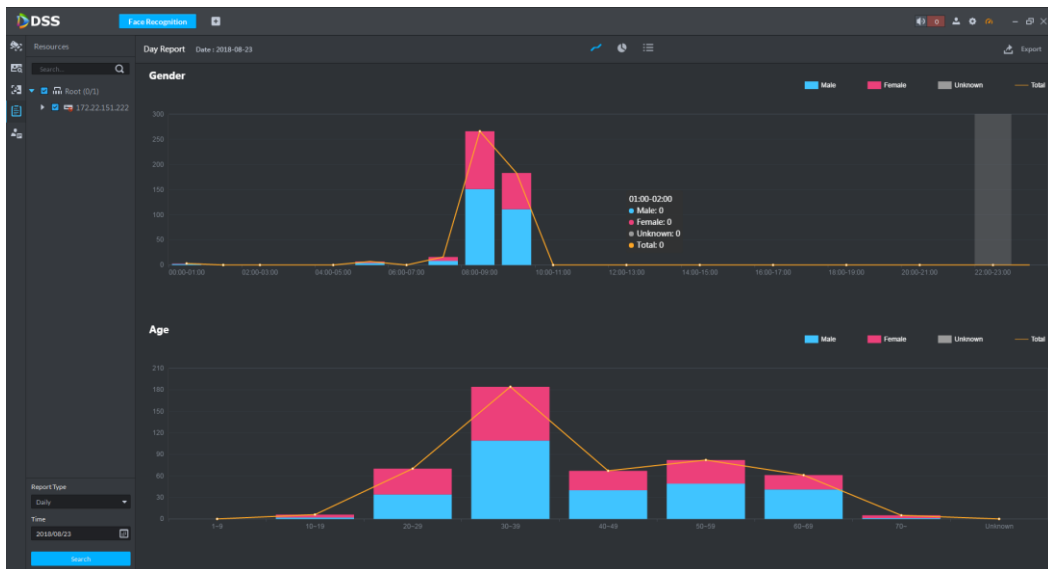 DSS
Face Recognition
0
Resources
Day Report Date : 2018-08-23
Export
Search...
Root (0/1)
172.22.151.222
Gender
Male Female Unknown Total
300
250
200
150
100
50
0
01:00-02:00
Male: 0
Female: 0
Unknown: 0
Total: 0
00:00-01:00 02:00-03:00 04:00-05:00 06:00-07:00 08:00-09:00 10:00-11:00 12:00-13:00 14:00-15:00 16:00-17:00 18:00-19:00 20:00-21:00 22:00-23:00
Age
Male Female Unknown Total
210
180
150
120
90
60
30
0
1~9 10~19 20~29 30~39 40~49 50~59 60~69 70~ Unknown
Report Type
Daily
Time
2018/08/23
Search